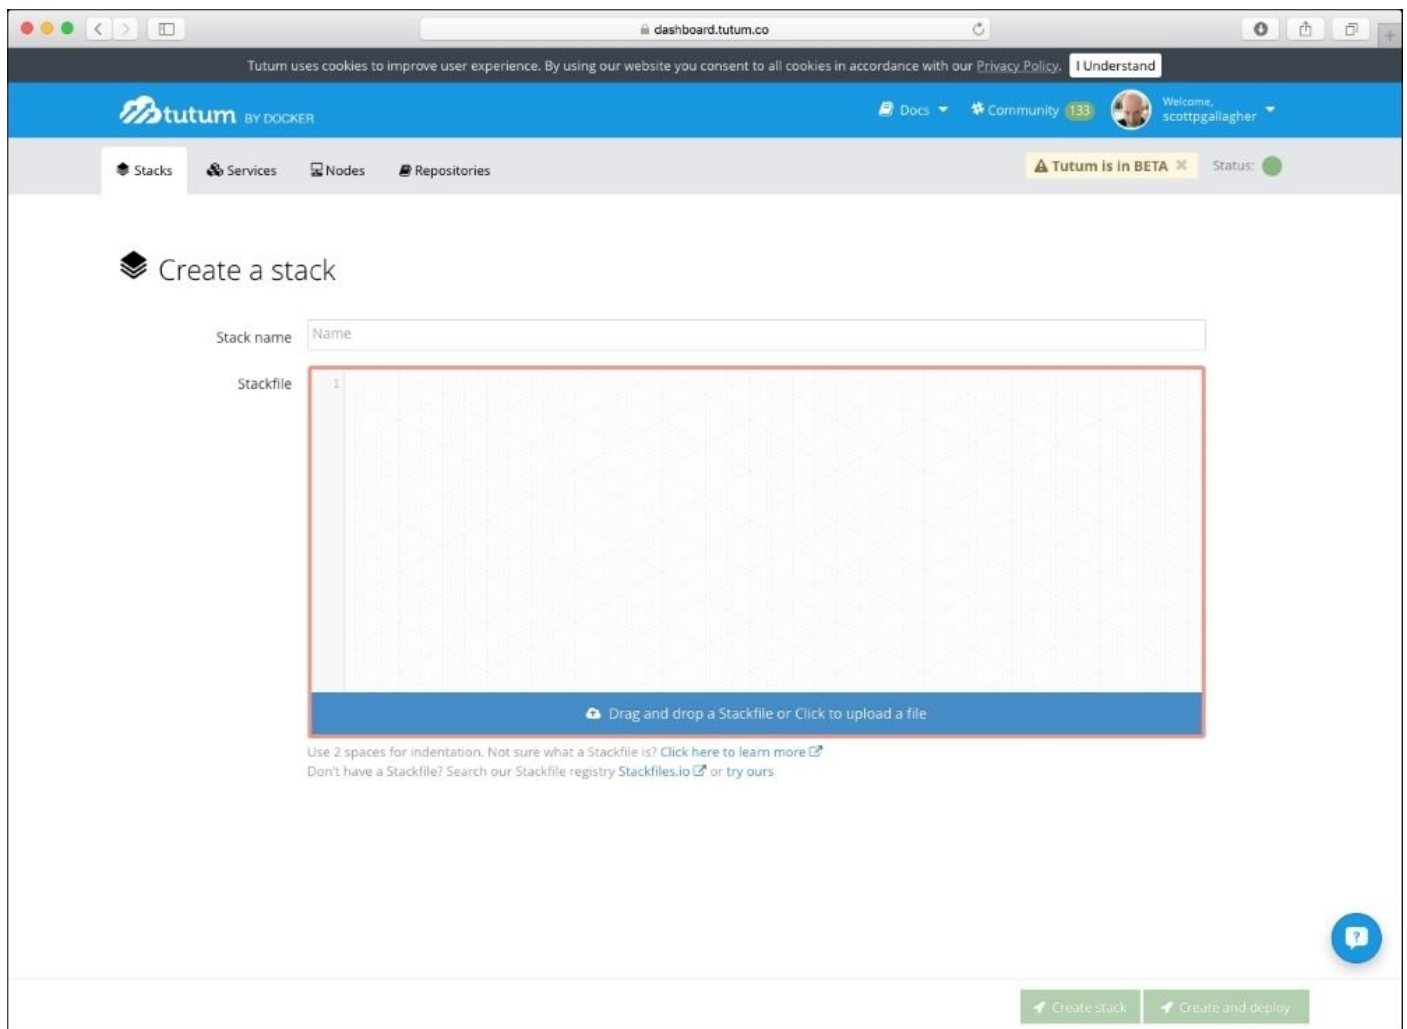 dashboard.tutum.co
Tutum uses cookies to improve user experience. By using our website you consent to all cookies in accordance with our Privacy Policy. I Understand
tutum BY DOCKER Docs Community 133 Welcome,
scottpgallagher
Stacks Services Nodes Repositories Tutum is in BETA Status:
Create a stack
Stack name Name
Stackfile 1
Drag and drop a Stackfile or Click to upload a file
Use 2 spaces for indentation. Not sure what a Stackfile is? Click here to learn more
Don't have a Stackfile? Search our Stackfile registry Stackfiles.io or try ours
Create stack Create and deploy